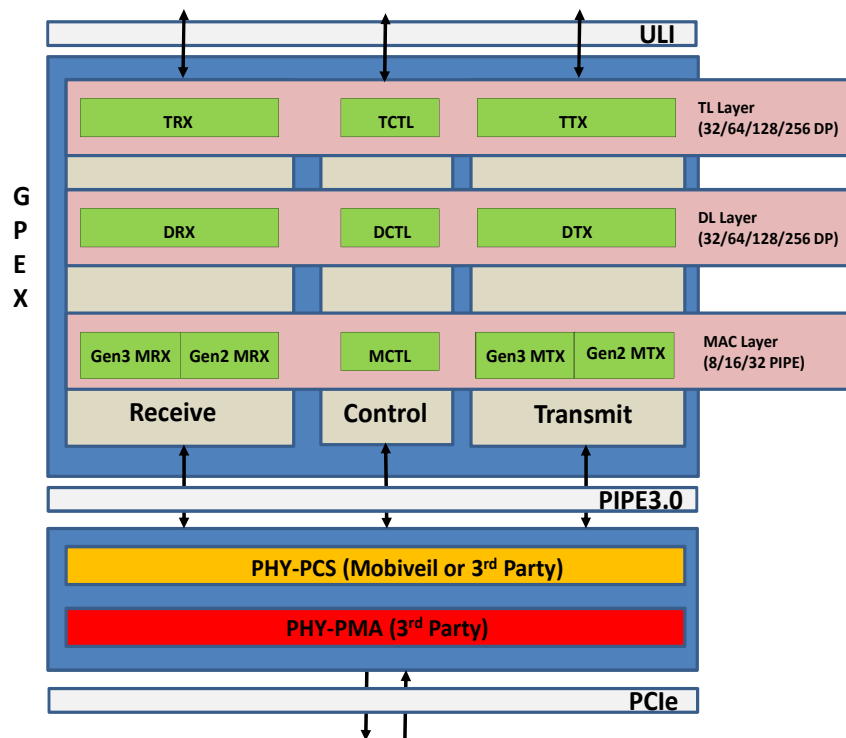 ULI
TRX
TCTL
TTX
TL Layer
(32/64/128/256 DP)
GPEX
DRX
DCTL
DTX
DL Layer
(32/64/128/256 DP)
Gen3 MRX
Gen2 MRX
MCTL
Gen3 MTX
Gen2 MTX
MAC Layer
(8/16/32 PIPE)
Receive
Control
Transmit
PIPE3.0
PHY-PCS (Mobiveil or 3rd Party)
PHY-PMA (3rd Party)
PCIe